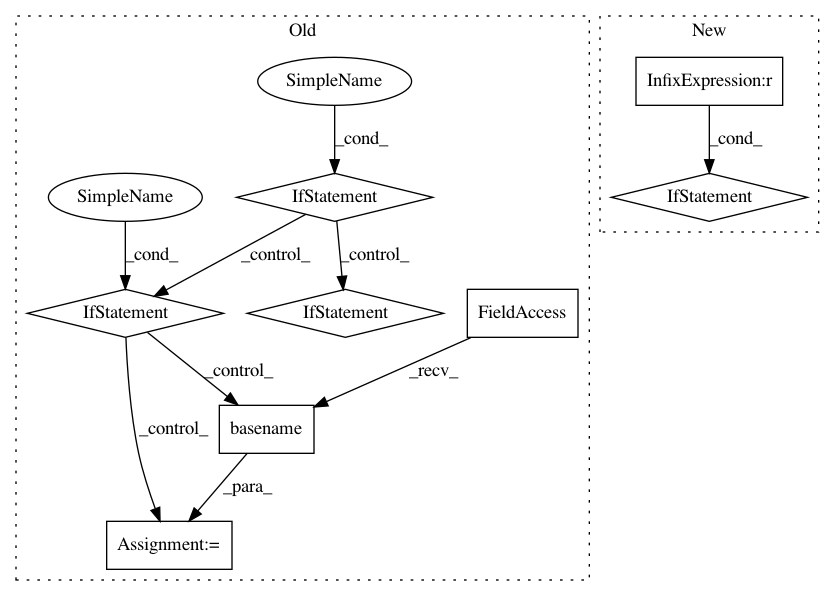 Old
New
SimpleName
InfixExpression:r
_cond_
_cond_
SimpleName
IfStatement
IfStatement
_cond_
_control_
_control_
IfStatement
IfStatement
FieldAccess
_control_
_recv_
_control_
basename
_para_
Assignment:=